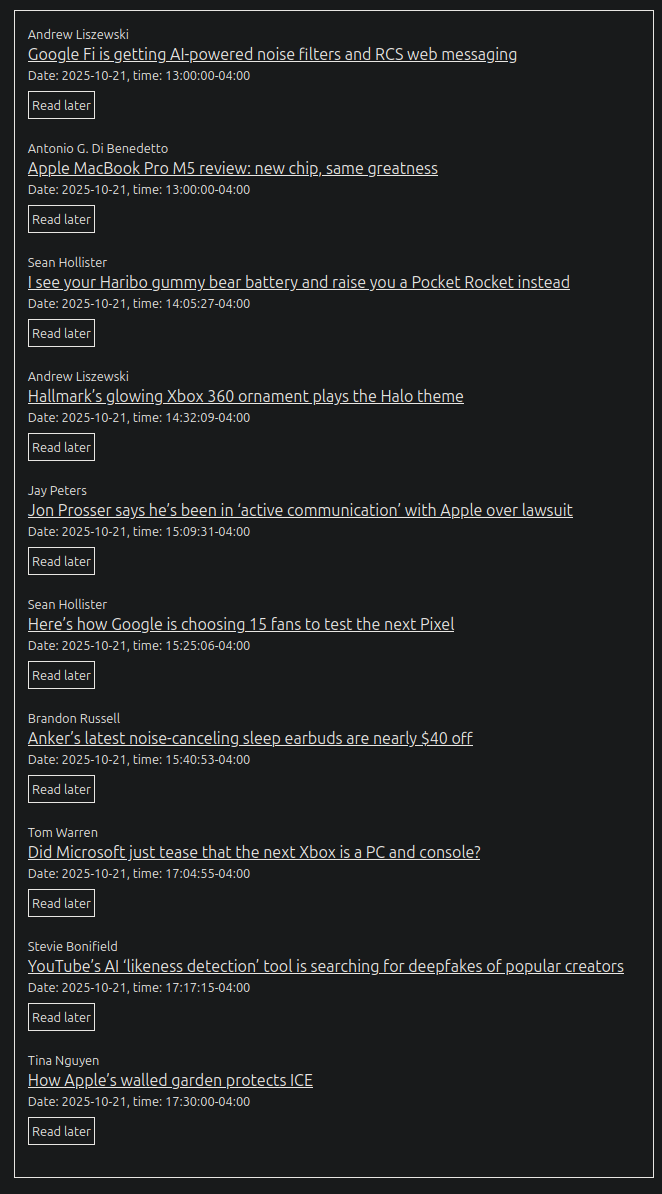 Andrew Liszewski
Google Fi is getting AI-powered noise filters and RCS web messaging
Date: 2025-10-21, time: 13:00:00-04:00
Read later
Antonio G. Di Benedetto
Apple MacBook Pro M5 review: new chip, same greatness
Date: 2025-10-21, time: 13:00:00-04:00
Read later
Sean Hollister
I see your Haribo gummy bear battery and raise you a Pocket Rocket instead
Date: 2025-10-21, time: 14:05:27-04:00
Read later
Andrew Liszewski
Hallmark’s glowing Xbox 360 ornament plays the Halo theme
Date: 2025-10-21, time: 14:32:09-04:00
Read later
Jay Peters
Jon Prosser says he’s been in ‘active communication’ with Apple over lawsuit
Date: 2025-10-21, time: 15:09:31-04:00
Read later
Sean Hollister
Here’s how Google is choosing 15 fans to test the next Pixel
Date: 2025-10-21, time: 15:25:06-04:00
Read later
Brandon Russell
Anker’s latest noise-canceling sleep earbuds are nearly $40 off
Date: 2025-10-21, time: 15:40:53-04:00
Read later
Tom Warren
Did Microsoft just tease that the next Xbox is a PC and console?
Date: 2025-10-21, time: 17:04:55-04:00
Read later
Stevie Bonifield
YouTube’s AI ‘likeness detection’ tool is searching for deepfakes of popular creators
Date: 2025-10-21, time: 17:17:15-04:00
Read later
Tina Nguyen
How Apple’s walled garden protects ICE
Date: 2025-10-21, time: 17:30:00-04:00
Read later